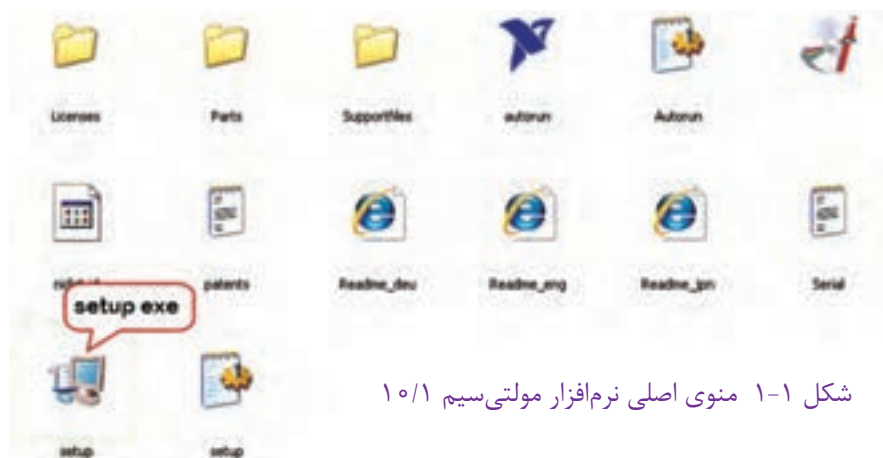 Licenses Parts Supportfiles autorun Autorun
patents Readme_deu Readme_eng Readme_jpn Serial
setup exe
setup setup
شکل ۱-۱ منوی اصلی نرم‌افزار مولتی‌سیم ۱۰/۱